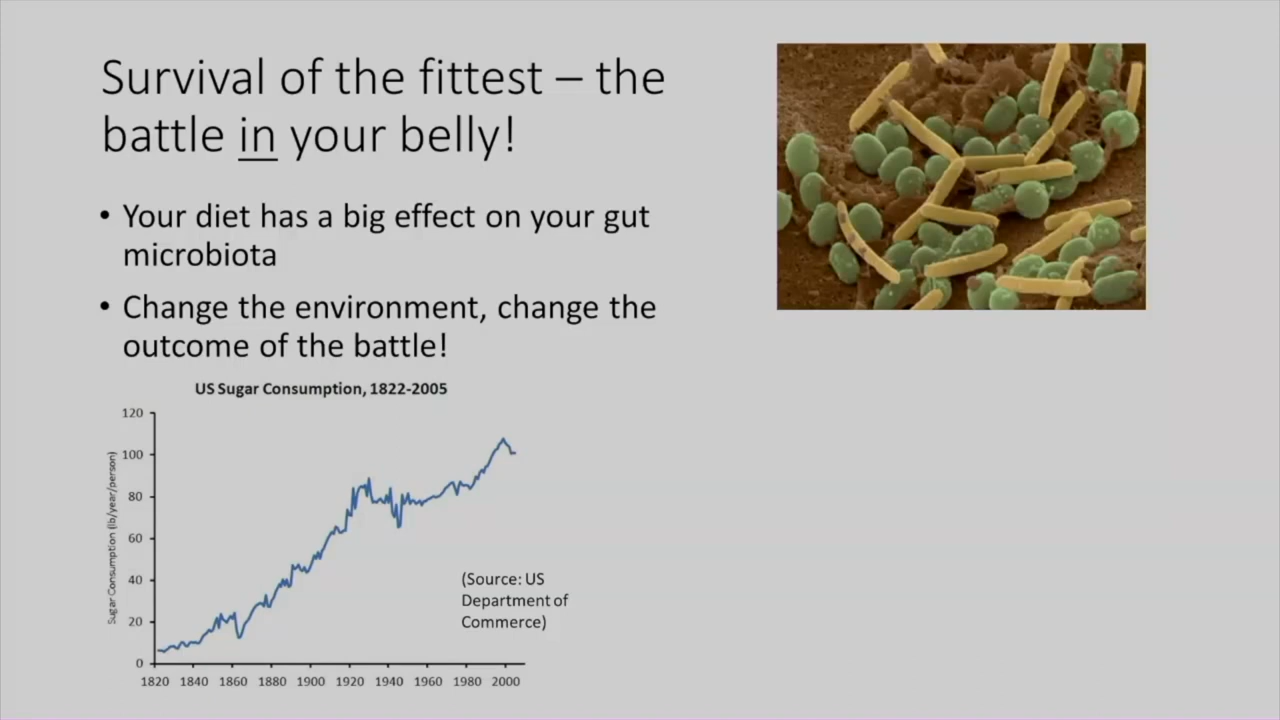 Survival of the fittest – the
battle in your belly!
• Your diet has a big effect on your gut
microbiota
• Change the environment, change the
outcome of the battle!
US Sugar Consumption, 1822-2005
Sugar Consumption (lb/year/person)
120
100
80
60
40
20
0
1820 1840 1860 1880 1900 1920 1940 1960 1980 2000
(Source: US
Department of
Commerce)